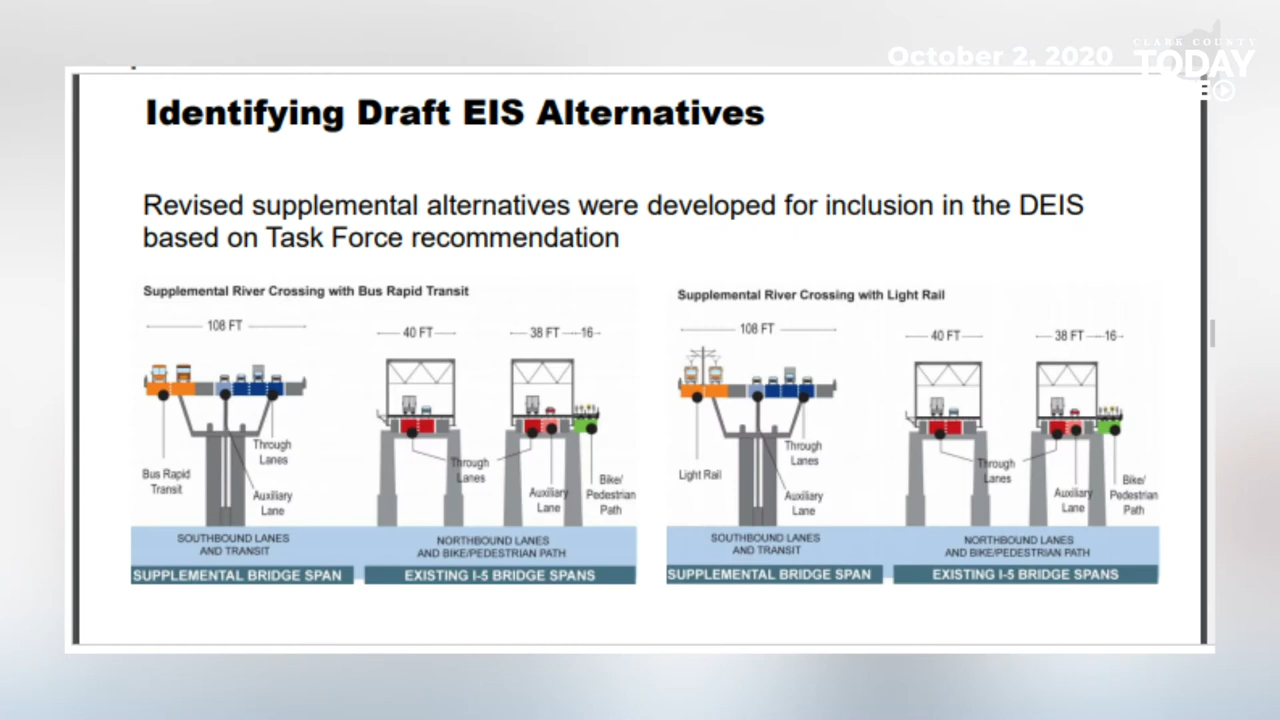 October 2, 2020
CLARK COUNTY
TODAY
Identifying Draft EIS Alternatives
Revised supplemental alternatives were developed for inclusion in the DEIS
based on Task Force recommendation
Supplemental River Crossing with Bus Rapid Transit
108 FT
40 FT
38 FT
16
Through
Lanes
Bus Rapid
Transit
Auxiliary
Lane
Through
Lanes
Auxiliary
Lane
Bike/
Pedestrian
Path
SOUTHBOUND LANES
AND TRANSIT
NORTHBOUND LANES
AND BIKE/PEDESTRIAN PATH
SUPPLEMENTAL BRIDGE SPAN
EXISTING I-5 BRIDGE SPANS
Supplemental River Crossing with Light Rail
108 FT
40 FT
38 FT
16
Through
Lanes
Light Rail
Auxiliary
Lane
Through
Lanes
Auxiliary
Lane
Bike/
Pedestrian
Path
SOUTHBOUND LANES
AND TRANSIT
NORTHBOUND LANES
AND BIKE/PEDESTRIAN PATH
SUPPLEMENTAL BRIDGE SPAN
EXISTING I-5 BRIDGE SPANS